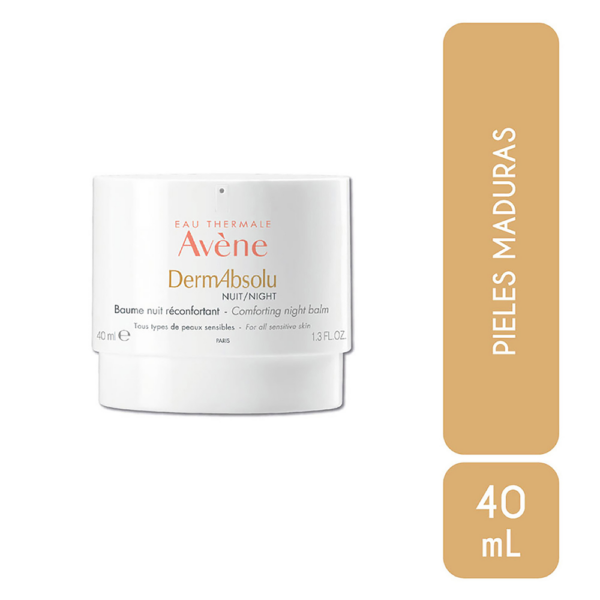 EAU THERMALE
Avène
DermAbsolu
NUIT/NIGHT
Baume nuit réconfortant - Comforting night balm
Tous types de peaux sensibles - For all sensitive skin
40 ml ℮ 1.3 FL.OZ.
PARIS
PIELES MADURAS
40
mL